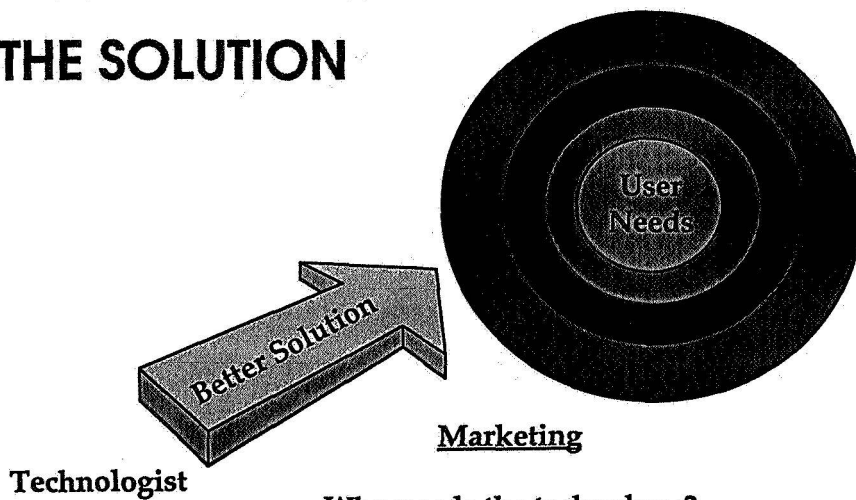 THE SOLUTION
User
Needs
Better Solution
Marketing
Technologist